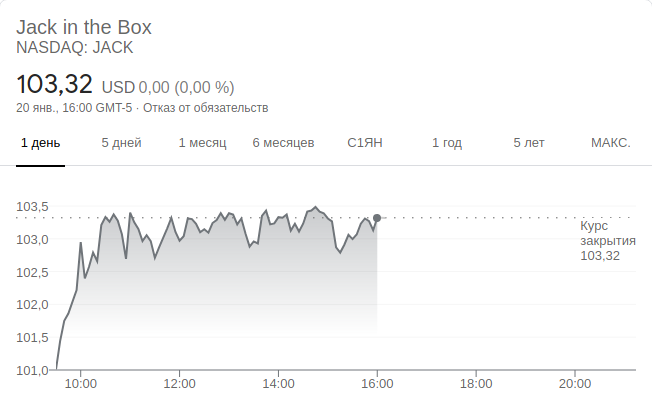 Jack in the Box
NASDAQ: JACK
103,32 USD 0,00 (0,00 %)
20 янв., 16:00 GMT-5 · Отказ от обязательств
1 день 5 дней 1 месяц 6 месяцев С1ЯН 1 год 5 лет МАКС.
103,5
103,0
102,5
102,0
101,5
101,0
Курс
закрытия
103,32
10:00 12:00 14:00 16:00 18:00 20:00